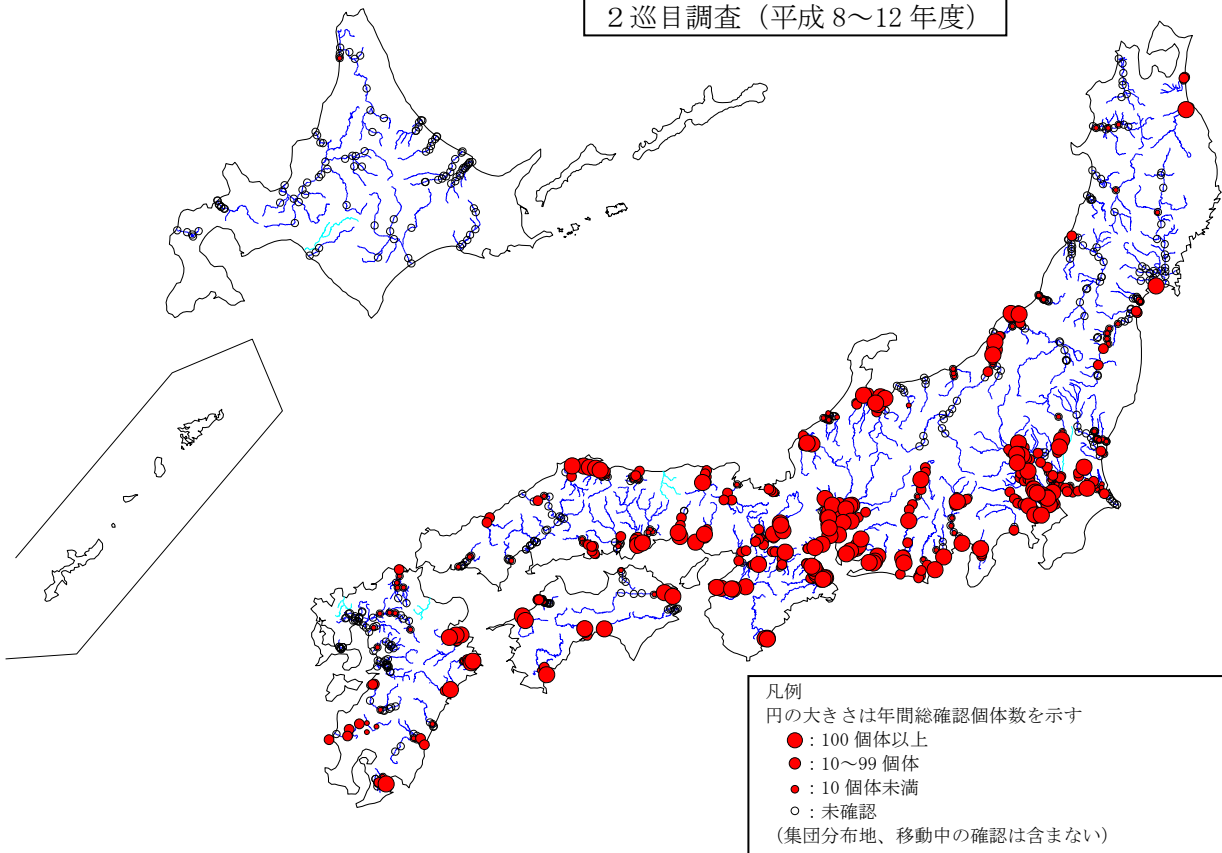 2巡目調査（平成 8～12 年度）
凡例
円の大きさは年間総確認個体数を示す
：100 個体以上
：10～99 個体
：10 個体未満
：未確認
（集団分布地、移動中の確認は含まない）